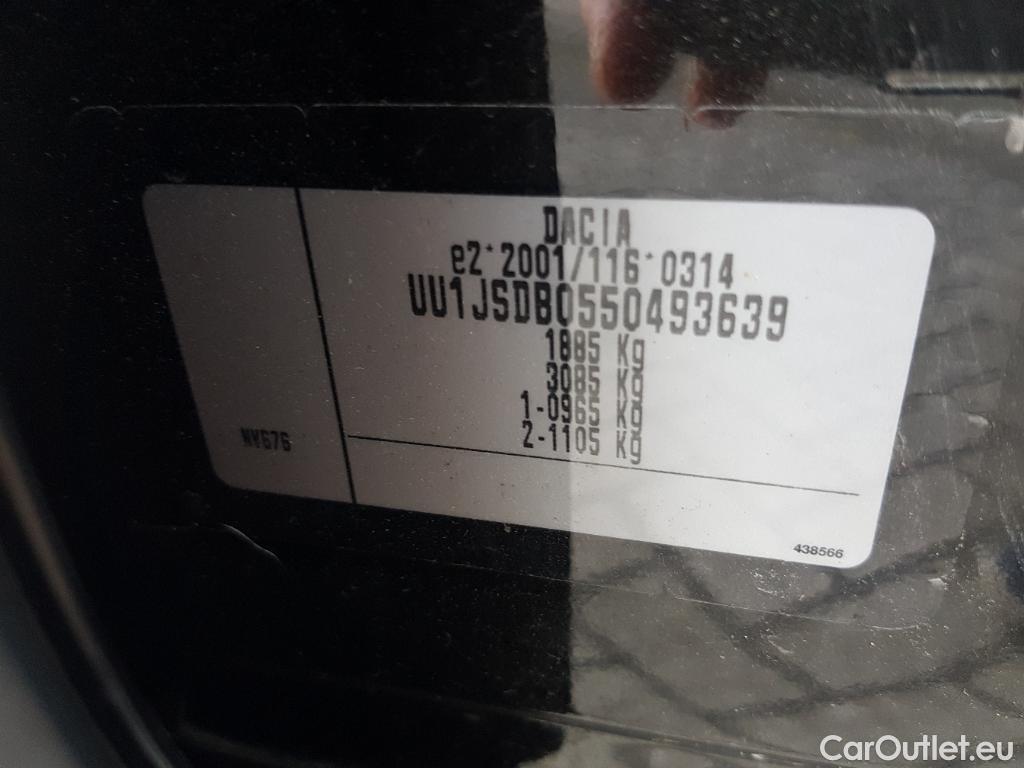 DACIA
e2*2001/116*0314
UU1JSDBQ550493639
1885 Kg
3085 Kg
1-0965 Kg
2-1105 Kg
NV676
438566
CarOutlet.eu